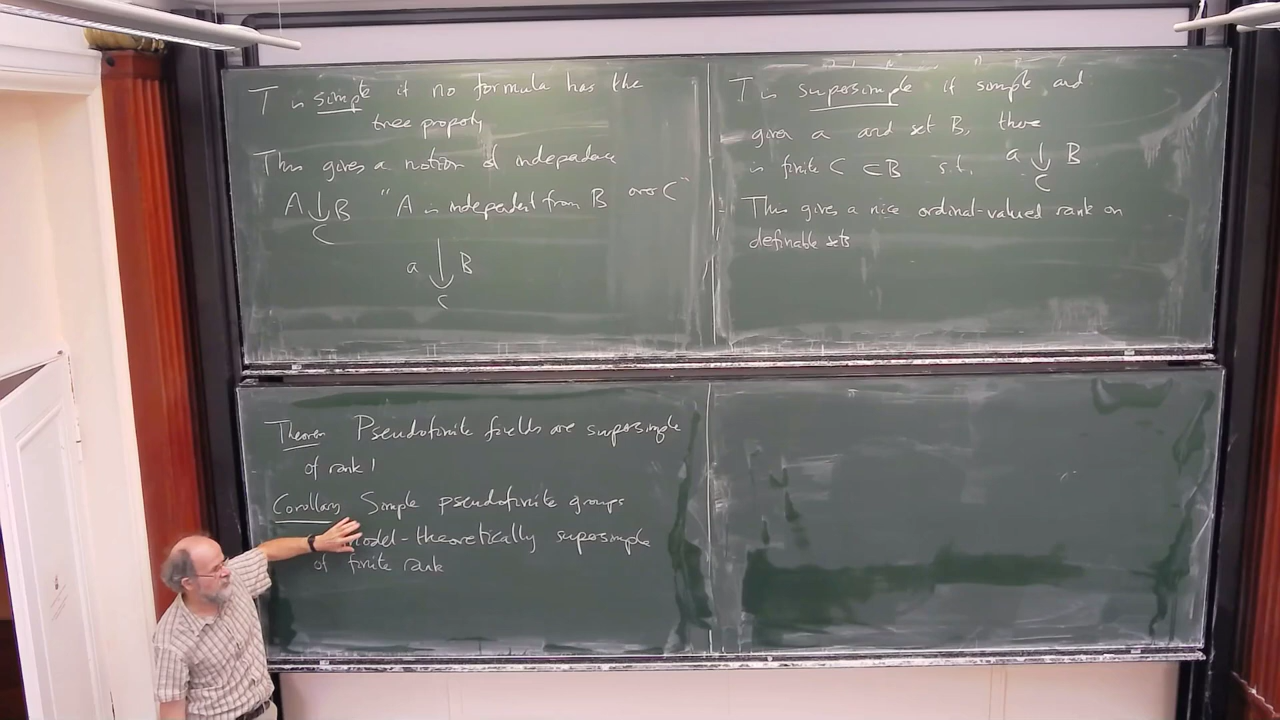 T is simple if no formula has the
tree property
This gives a notion of independence
A ↓ B "A is independent from B over C"
C
a ↓ B
C
T is supersimple if simple and
given a and set B, there
is finite C ⊂ B s.t. a ↓ B
C
This gives a nice ordinal-valued rank on
definable sets
Theorem Pseudofinite fields are supersimple
of rank 1
Corollary Simple pseudofinite groups
model-theoretically supersimple
of finite rank